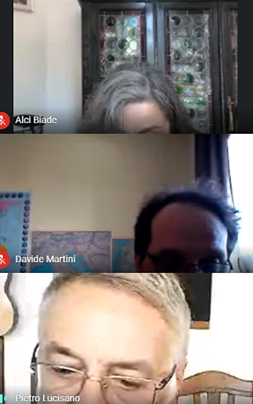 Alci Biade
Davide Martini
Pietro Lucisano